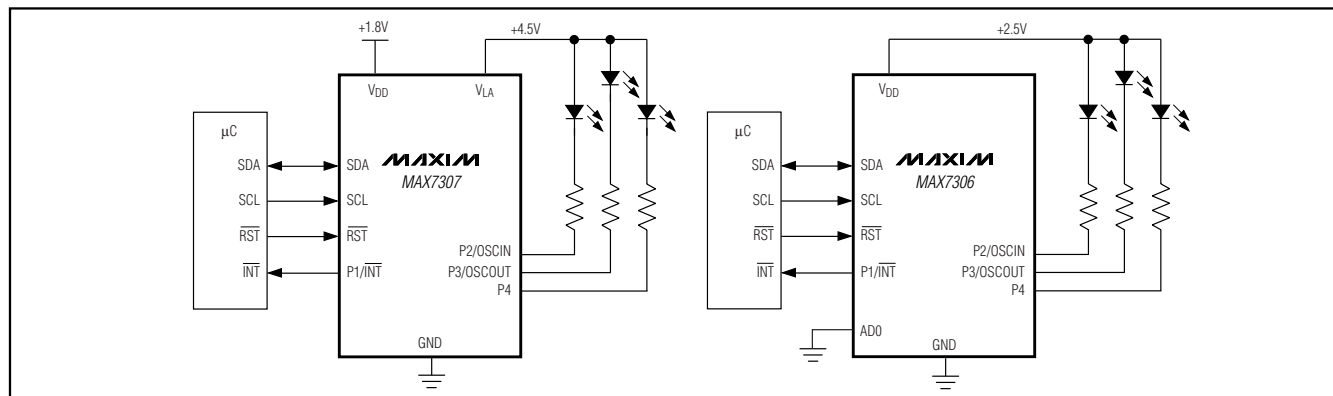 +1.8V
+4.5V
VDD
VLA
μC
SDA
SDA
MAXIM
MAX7307
SCL
SCL
RST
RST
P2/OSCIN
INT
P1/INT
P3/OSCOUT
P4
GND
+2.5V
VDD
μC
SDA
SDA
MAXIM
MAX7306
SCL
SCL
RST
RST
P2/OSCIN
INT
P1/INT
P3/OSCOUT
P4
AD0
GND